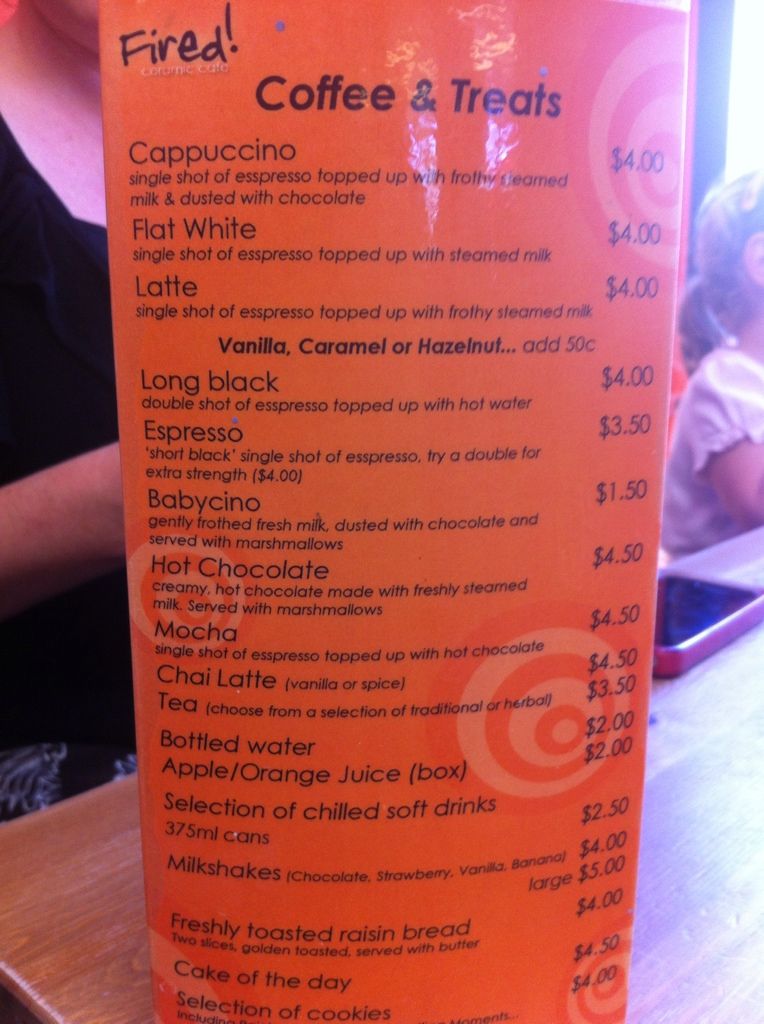 Fired!
ceramic cafe
Coffee & Treats
Cappuccino $4.00
single shot of esspresso topped up with frothy steamed
milk & dusted with chocolate
Flat White $4.00
single shot of esspresso topped up with steamed milk
Latte $4.00
single shot of esspresso topped up with frothy steamed milk
Vanilla, Caramel or Hazelnut... add 50c
Long black $4.00
double shot of esspresso topped up with hot water
Espresso $3.50
'short black' single shot of esspresso, try a double for
extra strength ($4.00)
Babycino $1.50
gently frothed fresh milk, dusted with chocolate and
served with marshmallows
Hot Chocolate $4.50
creamy, hot chocolate made with freshly steamed
milk. Served with marshmallows
Mocha $4.50
single shot of esspresso topped up with hot chocolate
Chai Latte (vanilla or spice) $4.50
Tea (choose from a selection of traditional or herbal) $3.50
Bottled water $2.00
Apple/Orange Juice (box) $2.00
Selection of chilled soft drinks $2.50
375ml cans
Milkshakes (Chocolate, Strawberry, Vanilla, Banana) $4.00
large $5.00
Freshly toasted raisin bread $4.00
Two slices, golden toasted, served with butter
Cake of the day $4.50
Selection of cookies $4.00
Including Moments...